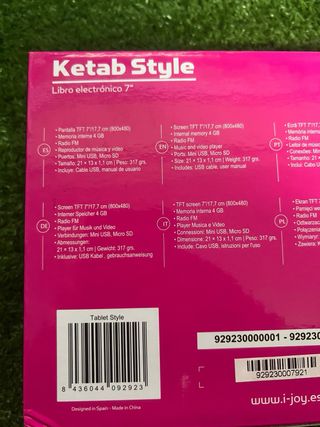 Ketab Style
Libro electrónico 7"
ES
• Pantalla TFT 7"/17,7 cm (800x480)
• Memoria interna 4 GB
• Radio FM
• Reproductor de música y video
• Puertos: Mini USB, Micro SD
• Tamaño: 21 x 13 x 1,1 cm | Peso: 317 grs.
• Incluye: Cable USB, manual de usuario
EN
• Screen TFT 7"/17,7 cm (800x480)
• Internal memory 4 GB
• Radio FM
• Music and video player
• Ports: Mini USB, Micro SD
• Size: 21 x 13 x 1,1 cm | Weight: 317 grs.
• Includes: USB cable, user manual
PT
• Ecrã TFT 7"/17,7
• Memória intern
• Radio FM
• Leitor de música
• Conexões: Mini
• Tamanho: 21
• Inclui: Cabo
DE
• Screen TFT 7"/17,7 cm (800x480)
• Interner Speicher 4 GB
• Radio FM
• Player für Musik und Video
• Verbindungen: Mini USB, Micro SD
• Abmessungen:
21 x 13 x 1,1 cm | Gewicht: 317 grs.
• Inklusive: USB Kabel, gebrauchsanweisung
IT
• TFT screen 7"/17,7 cm (800x480)
• Memoria interna 4 GB
• Radio FM
• Player Musica e Video
• Connessioni: Mini USB, Micro SD
• Dimensione: 21 x 13 x 1,1 cm | Peso: 317 grs.
• Include: Cavo USB, istruzioni per l'uso
PL
• Ekran TFT 7"
• Pamięć we
• Radio FM
• Odtwarzac
• Połączenia
• Wymiary:
• Zawiera: K
Tablet Style
8 436044 092923
Designed in Spain - Made in China
929230000001 - 92923
929230007921
www.i-joy.es